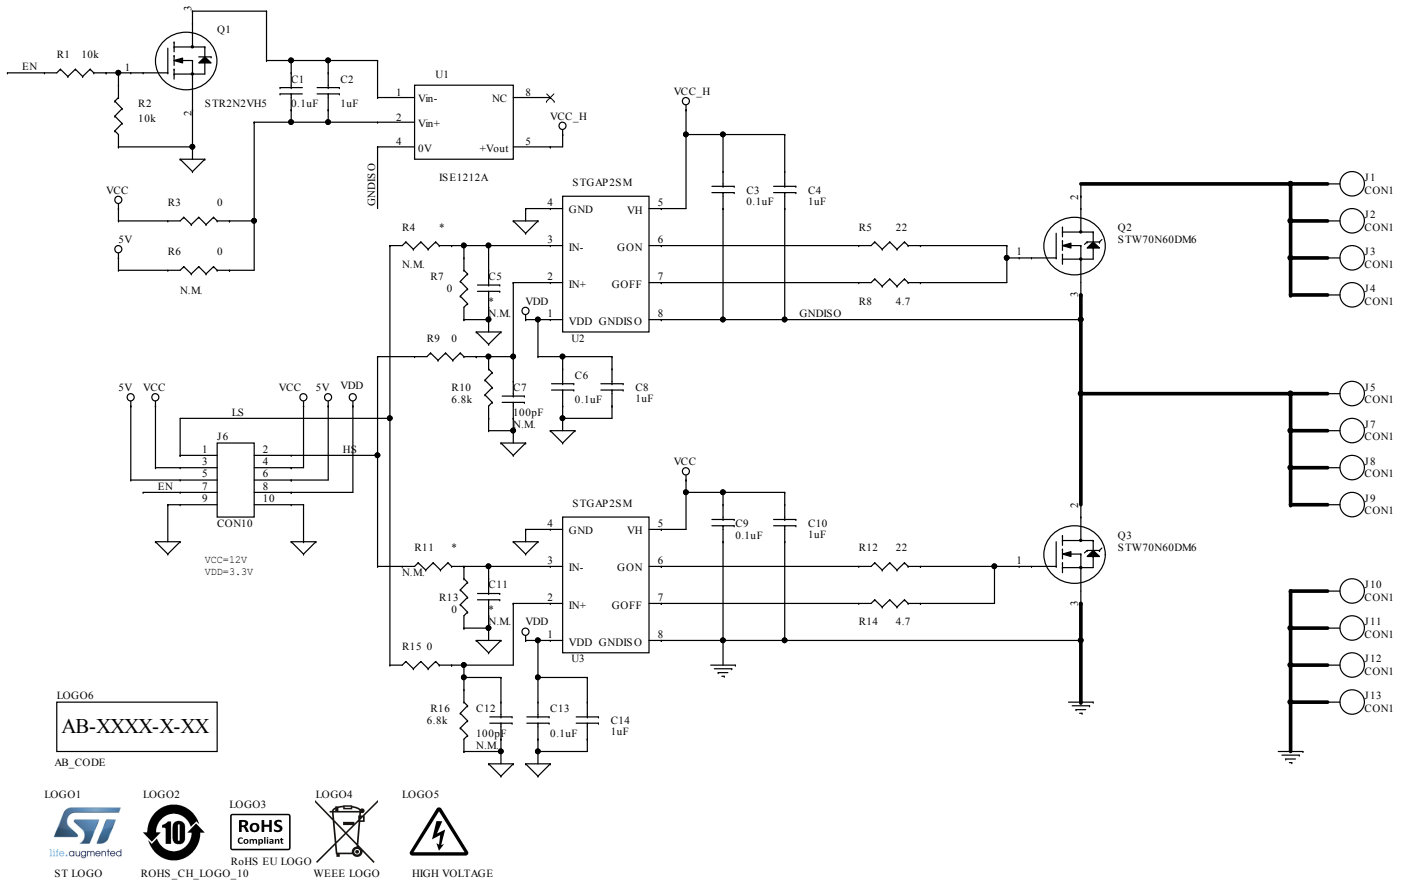 3
Q1
R1 10k
EN
1
R2
10k
STR2N2VH5
2
C1
0.1uF
C2
1uF
U1
1
Vin-
NC
8
2
Vin+
4
0V
+Vout
5
ISE1212A
VCC_H
GNDISO
VCC
R3 0
5V
R6 0
N.M.
VCC_H
STGAP2SM
4
GND
VH
5
3
IN-
GON
6
2
IN+
GOFF
7
1
VDD
GNDISO
8
U2
R4 *
N.M.
R7
0
C5
*
N.M.
VDD
C3
0.1uF
C4
1uF
R5 22
R8 4.7
GNDISO
1
2
3
Q2
STW70N60DM6
J1
CON1
J2
CON1
J3
CON1
J4
CON1
R9 0
R10
6.8k
C7
100pF
N.M.
C6
0.1uF
C8
1uF
5V
VCC
VCC
5V
VDD
LS
HS
J6
1
2
3
4
5
6
EN
7
8
9
10
CON10
VCC=12V
VDD=3.3V
J5
CON1
J7
CON1
J8
CON1
J9
CON1
VCC
STGAP2SM
4
GND
VH
5
3
IN-
GON
6
2
IN+
GOFF
7
1
VDD
GNDISO
8
U3
R11 *
N.M.
R13
0
C11
*
N.M.
VDD
C9
0.1uF
C10
1uF
R12 22
R14 4.7
1
2
3
Q3
STW70N60DM6
J10
CON1
J11
CON1
J12
CON1
J13
CON1
R15 0
R16
6.8k
C12
100pF
N.M.
C13
0.1uF
C14
1uF
LOGO6
AB-XXXX-X-XX
AB_CODE
LOGO1
ST
life.augmented
ST LOGO
LOGO2
10
ROHS_CH_LOGO_10
LOGO3
RoHS
Compliant
RoHS EU LOGO
LOGO4
WEEE LOGO
LOGO5
HIGH VOLTAGE